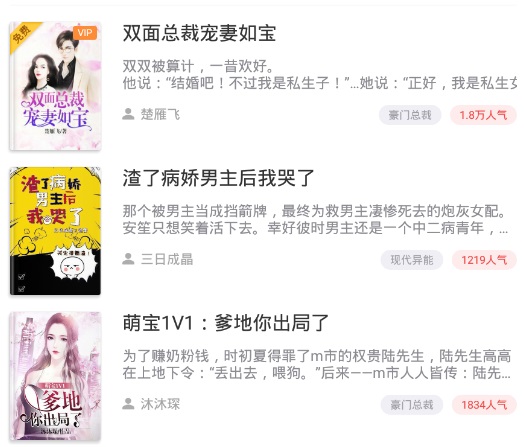 免费
VIP
双面总裁
宠妻如宝
楚雁飞著
双面总裁宠妻如宝
双双被算计，一昔欢好。
他说：“结婚吧！不过我是私生子！”...她说：“正好，我是私生女
楚雁飞
豪门总裁
1.8万人气
渣了病娇
男主后
我哭了
渣了病娇男主后我哭了
那个被男主当成挡箭牌，最终为救男主凄惨死去的炮灰女配。
安笙只想笑着活下去。幸好彼时男主还是一个中二病青年，...
三日成晶
现代异能
1219人气
萌宝1V1
爹地
你出局了
萌宝1V1：爹地你出局了
为了赚奶粉钱，时初夏得罪了m市的权贵陆先生，陆先生高高
在上地下令：“丢出去，喂狗。”后来——m市人人皆传：陆先...
沐沐琛
豪门总裁
1834人气